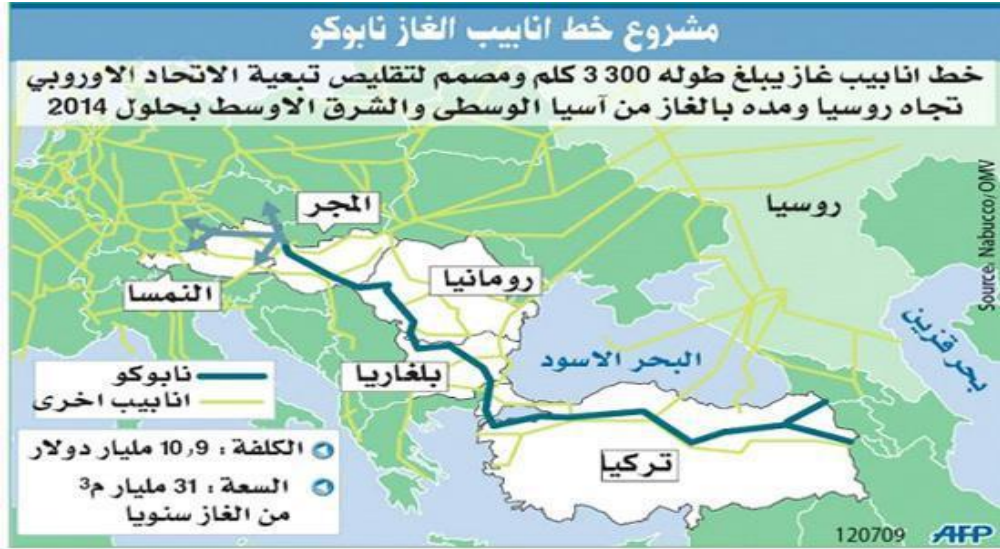 مشروع خط انابيب الغاز نابوكو
خط انابيب غاز يبلغ طوله 300 3 كلم ومصمم لتقليص تبعية الاتحاد الاوروبي
تجاه روسيا ومده بالغاز من آسيا الوسطى والشرق الاوسط بحلول 2014
Source: Nabucco/OMV
روسيا
المجر
رومانيا
النمسا
بحر قزين
البحر الاسود
بلغاريا
نابوكو
انابيب اخرى
الكلفة : 10,9 مليار دولار
السعة : 31 مليار م³
من الغاز سنويا
تركيا
120709 AFP